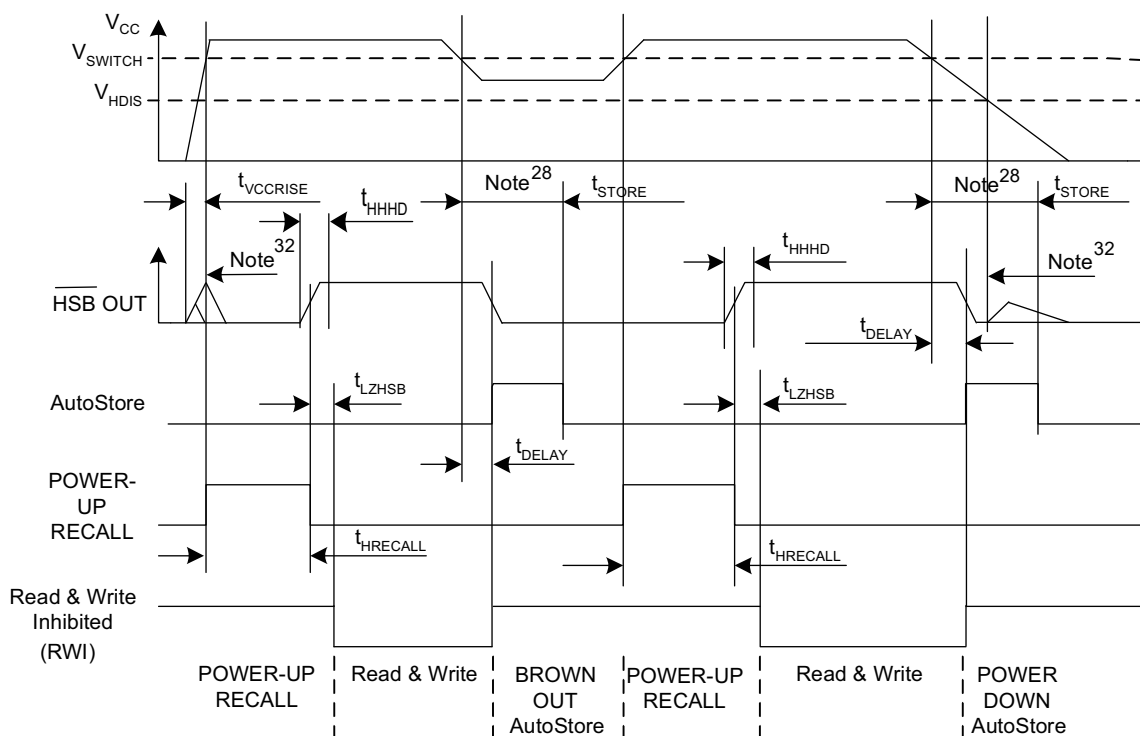 VCC
VSWITCH
VHDIS
tVCCRISE
tHHHD
Note28
tSTORE
Note28
tSTORE
Note32
tHHHD
Note32
HSB OUT
tDELAY
tLZHSB
tLZHSB
AutoStore
tDELAY
POWER-
UP
RECALL
tHRECALL
tHRECALL
Read & Write
Inhibited
(RWI)
POWER-UP
RECALL
Read & Write
BROWN
OUT
AutoStore
POWER-UP
RECALL
Read & Write
POWER
DOWN
AutoStore